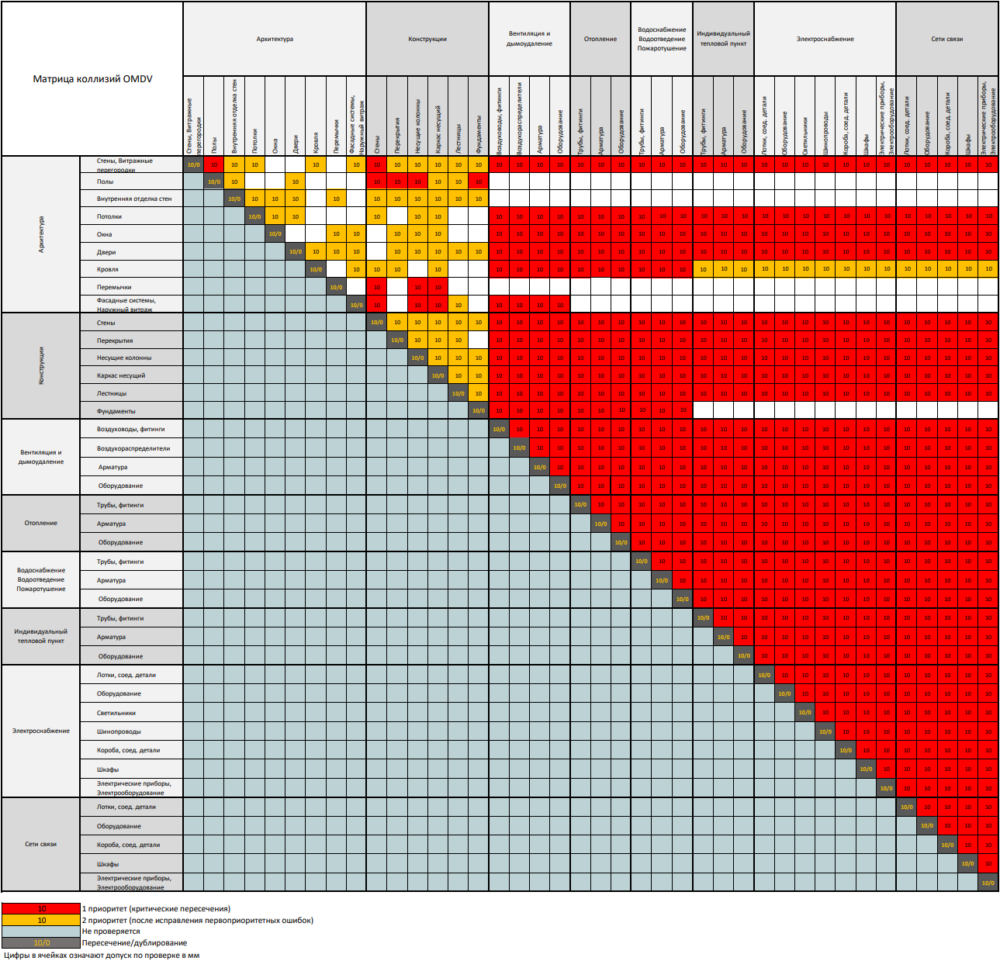 Матрица коллизий OMDV
Архитектура
Конструкции
Вентиляция и
дымоудаление
Отопление
Водоснабжение
Водоотведение
Пожаротушение
Индивидуальный
тепловой пункт
Электроснабжение
Сети связи
Стены, Витражные
перегородки
Полы
Внутренняя отделка стен
Потолки
Окна
Двери
Кровля
Перемычки
Фасадные системы,
Наружный витраж
Стены
Перекрытия
Несущие колонны
Каркас несущий
Лестницы
Фундаменты
Воздуховоды, фитинги
Воздухораспределители
Арматура
Оборудование
Трубы, фитинги
Арматура
Оборудование
Трубы, фитинги
Арматура
Оборудование
Трубы, фитинги
Арматура
Оборудование
Лотки, соед. детали
Оборудование
Светильники
Шинопроводы
Короба, соед. детали
Шкафы
Электрические приборы,
Электрооборудование
Лотки, соед. детали
Оборудование
Короба, соед. детали
Шкафы
Электрические приборы,
Электрооборудование
Архитектура
Стены, Витражные
перегородки
10/0 10 10 10 10 10 10 10 10 10 10 10 10 10 10 10 10 10 10 10 10 10 10 10 10 10 10 10 10 10 10 10 10 10 10 10 10
Полы 10/0 10 10 10 10 10 10 10 10
Внутренняя отделка стен 10/0 10 10 10 10 10 10 10 10 10 10
Потолки 10/0 10 10 10 10 10 10 10 10 10 10 10 10 10 10 10 10 10 10 10 10 10 10 10 10 10 10 10 10 10 10
Окна 10/0 10 10 10 10 10 10 10 10 10 10 10 10 10 10 10 10 10 10 10 10 10 10 10 10 10 10 10 10 10 10
Двери 10/0 10 10 10 10 10 10 10 10 10 10 10 10 10 10 10 10 10 10 10 10 10 10 10 10 10 10 10 10 10 10 10 10 10
Кровля 10/0 10 10 10 10 10 10 10 10 10 10 10 10 10 10 10 10 10 10 10 10 10 10 10 10 10 10 10 10 10
Перемычки 10/0 10 10 10
Фасадные системы,
Наружный витраж
10/0 10 10 10 10 10 10 10 10
Конструкции
Стены 10/0 10 10 10 10 10 10 10 10 10 10 10 10 10 10 10 10 10 10 10 10 10 10 10 10 10 10 10 10 10 10
Перекрытия 10/0 10 10 10 10 10 10 10 10 10 10 10 10 10 10 10 10 10 10 10 10 10 10 10 10 10 10 10 10
Несущие колонны 10/0 10 10 10 10 10 10 10 10 10 10 10 10 10 10 10 10 10 10 10 10 10 10 10 10 10 10 10 10
Каркас несущий 10/0 10 10 10 10 10 10 10 10 10 10 10 10 10 10 10 10 10 10 10 10 10 10 10 10 10 10 10
Лестницы 10/0 10 10 10 10 10 10 10 10 10 10 10 10 10 10 10 10 10 10 10 10 10 10 10 10 10 10
Фундаменты 10/0 10 10 10 10 10 10 10 10 10 10
Вентиляция и
дымоудаление
Воздуховоды, фитинги 10/0 10 10 10 10 10 10 10 10 10 10 10 10 10 10 10 10 10 10 10 10 10 10 10 10
Воздухораспределители 10/0 10 10 10 10 10 10 10 10 10 10 10 10 10 10 10 10 10 10 10 10 10 10 10
Арматура 10/0 10 10 10 10 10 10 10 10 10 10 10 10 10 10 10 10 10 10 10 10 10 10
Оборудование 10/0 10 10 10 10 10 10 10 10 10 10 10 10 10 10 10 10 10 10 10 10 10
Отопление
Трубы, фитинги 10/0 10 10 10 10 10 10 10 10 10 10 10 10 10 10 10 10 10 10 10 10
Арматура 10/0 10 10 10 10 10 10 10 10 10 10 10 10 10 10 10 10 10 10 10
Оборудование 10/0 10 10 10 10 10 10 10 10 10 10 10 10 10 10 10 10 10 10
Водоснабжение
Водоотведение
Пожаротушение
Трубы, фитинги 10/0 10 10 10 10 10 10 10 10 10 10 10 10 10 10 10 10 10
Арматура 10/0 10 10 10 10 10 10 10 10 10 10 10 10 10 10 10 10
Оборудование 10/0 10 10 10 10 10 10 10 10 10 10 10 10 10 10 10
Индивидуальный
тепловой пункт
Трубы, фитинги 10/0 10 10 10 10 10 10 10 10 10 10 10 10 10 10
Арматура 10/0 10 10 10 10 10 10 10 10 10 10 10 10 10
Оборудование 10/0 10 10 10 10 10 10 10 10 10 10 10 10
Электроснабжение
Лотки, соед. детали 10/0 10 10 10 10 10 10 10 10 10 10 10
Оборудование 10/0 10 10 10 10 10 10 10 10 10 10
Светильники 10/0 10 10 10 10 10 10 10 10 10
Шинопроводы 10/0 10 10 10 10 10 10 10 10
Короба, соед. детали 10/0 10 10 10 10 10 10 10
Шкафы 10/0 10 10 10 10 10 10
Электрические приборы,
Электрооборудование
10/0 10 10 10 10 10
Сети связи
Лотки, соед. детали 10/0 10 10 10 10
Оборудование 10/0 10 10 10
Короба, соед. детали 10/0 10 10
Шкафы 10/0 10
Электрические приборы,
Электрооборудование
10/0
10 1 приоритет (критические пересечения)
10 2 приоритет (после исправления первоприоритетных ошибок)
Не проверяется
10/0 Пересечение/дублирование
Цифры в ячейках означают допуск по проверке в мм